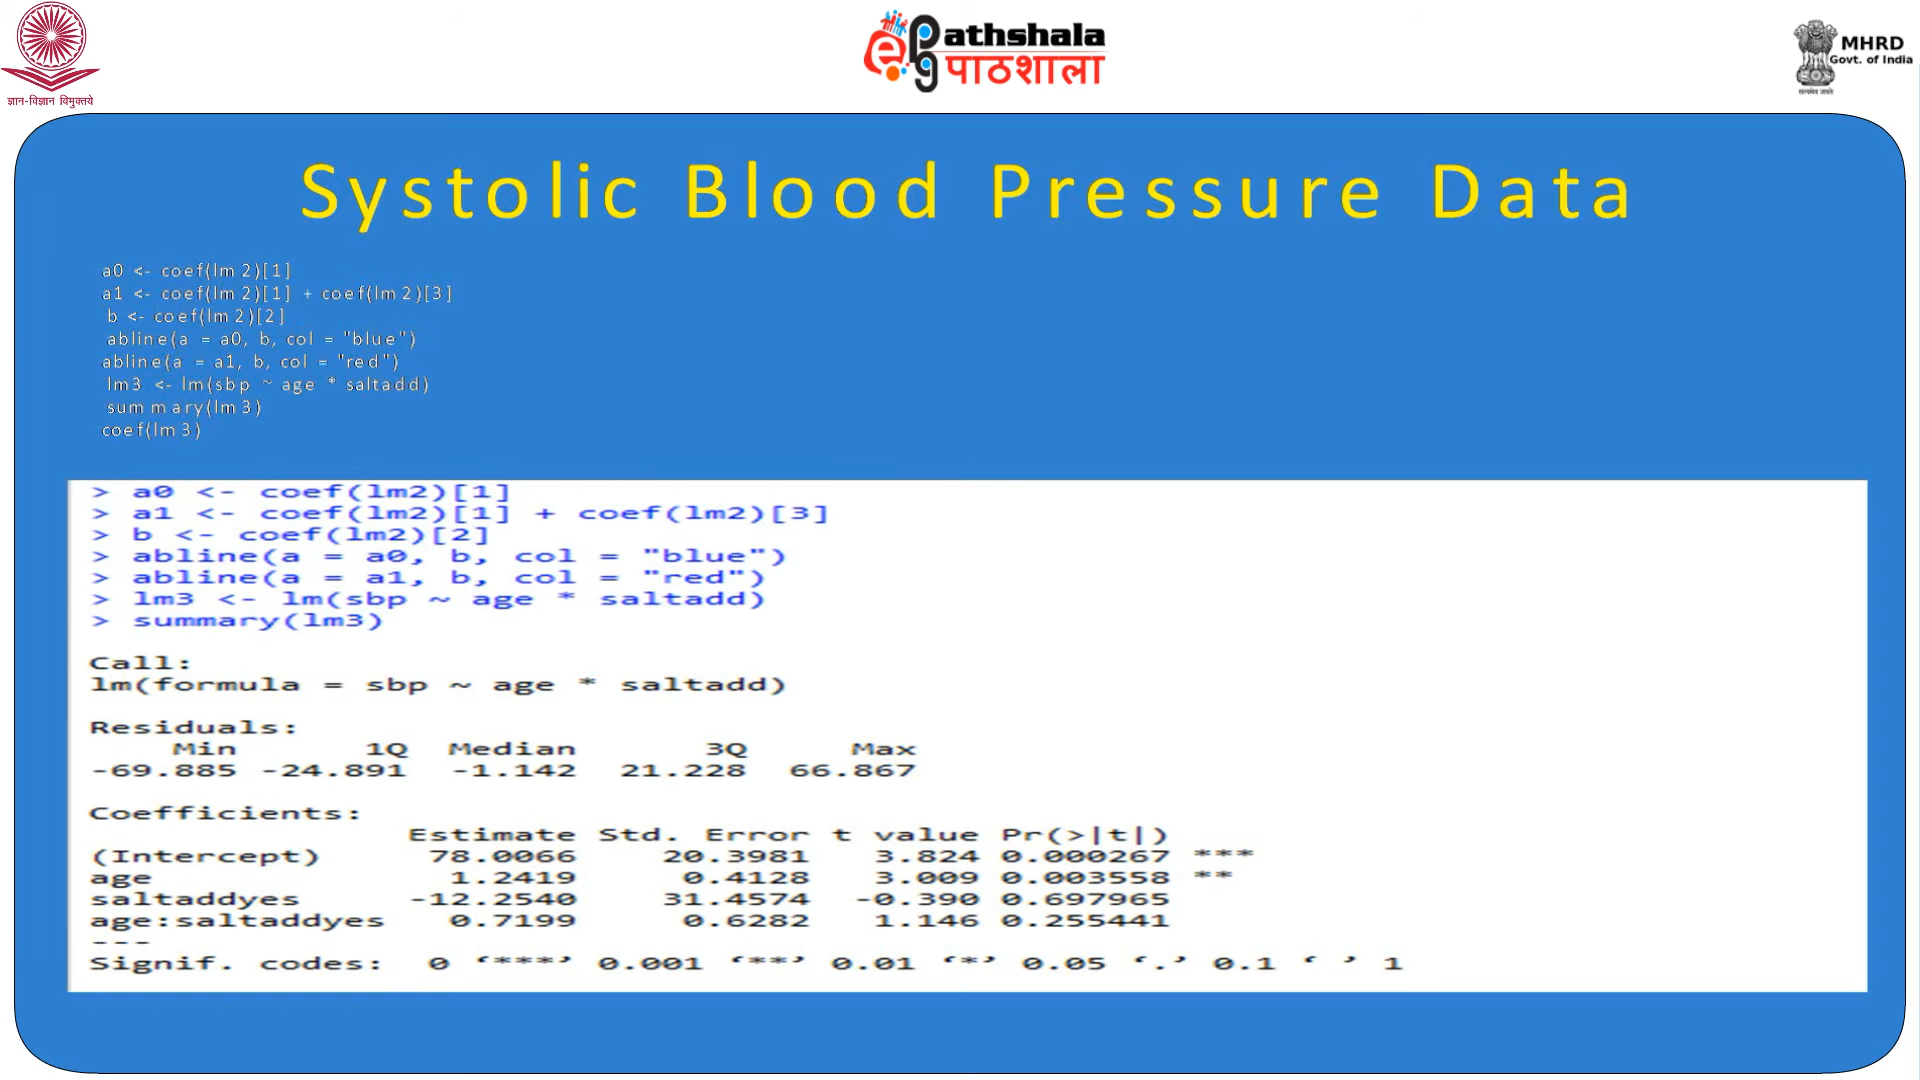 ज्ञान-विज्ञान विमुक्तये
ePG athshala
पाठशाला
MHRD
Govt. of India
सत्यमेव जयते
Systolic Blood Pressure Data
a0 <- coef(lm2)[1]
a1 <- coef(lm2)[1] + coef(lm2)[3]
b <- coef(lm2)[2]
abline(a = a0, b, col = "blue")
abline(a = a1, b, col = "red")
lm3 <- lm(sbp ~ age * saltadd)
summary(lm3)
coef(lm3)
> a0 <- coef(lm2)[1]
> a1 <- coef(lm2)[1] + coef(lm2)[3]
> b <- coef(lm2)[2]
> abline(a = a0, b, col = "blue")
> abline(a = a1, b, col = "red")
> lm3 <- lm(sbp ~ age * saltadd)
> summary(lm3)
Call:
lm(formula = sbp ~ age * saltadd)
Residuals:
Min 1Q Median 3Q Max
-69.885 -24.891 -1.142 21.228 66.867
Coefficients:
Estimate Std. Error t value Pr(>|t|)
(Intercept) 78.0066 20.3981 3.824 0.000267 ***
age 1.2419 0.4128 3.009 0.003558 **
saltaddyes -12.2540 31.4574 -0.390 0.697965
age:saltaddyes 0.7199 0.6282 1.146 0.255441
---
Signif. codes: 0 ‘***’ 0.001 ‘**’ 0.01 ‘*’ 0.05 ‘.’ 0.1 ‘ ’ 1